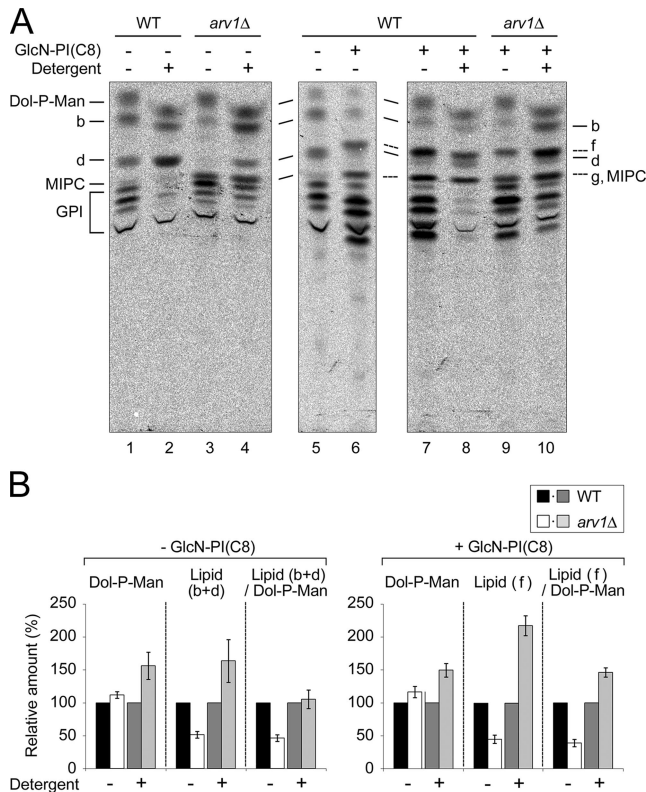 A
WT arv1Δ WT arv1Δ
GlcN-PI(C8) - - - - - + + + + +
Detergent - + - + - - - + - +
Dol-P-Man
b
d
MIPC
GPI
b
f
d
g, MIPC
1 2 3 4 5 6 7 8 9 10
B
WT
arv1Δ
- GlcN-PI(C8) + GlcN-PI(C8)
Dol-P-Man Lipid (b+d) Lipid (b+d) / Dol-P-Man Dol-P-Man Lipid (f) Lipid (f) / Dol-P-Man
Relative amount (%)
250 250
200 200
150 150
100 100
50 50
0 0
Detergent - + - + - + - + - + - +